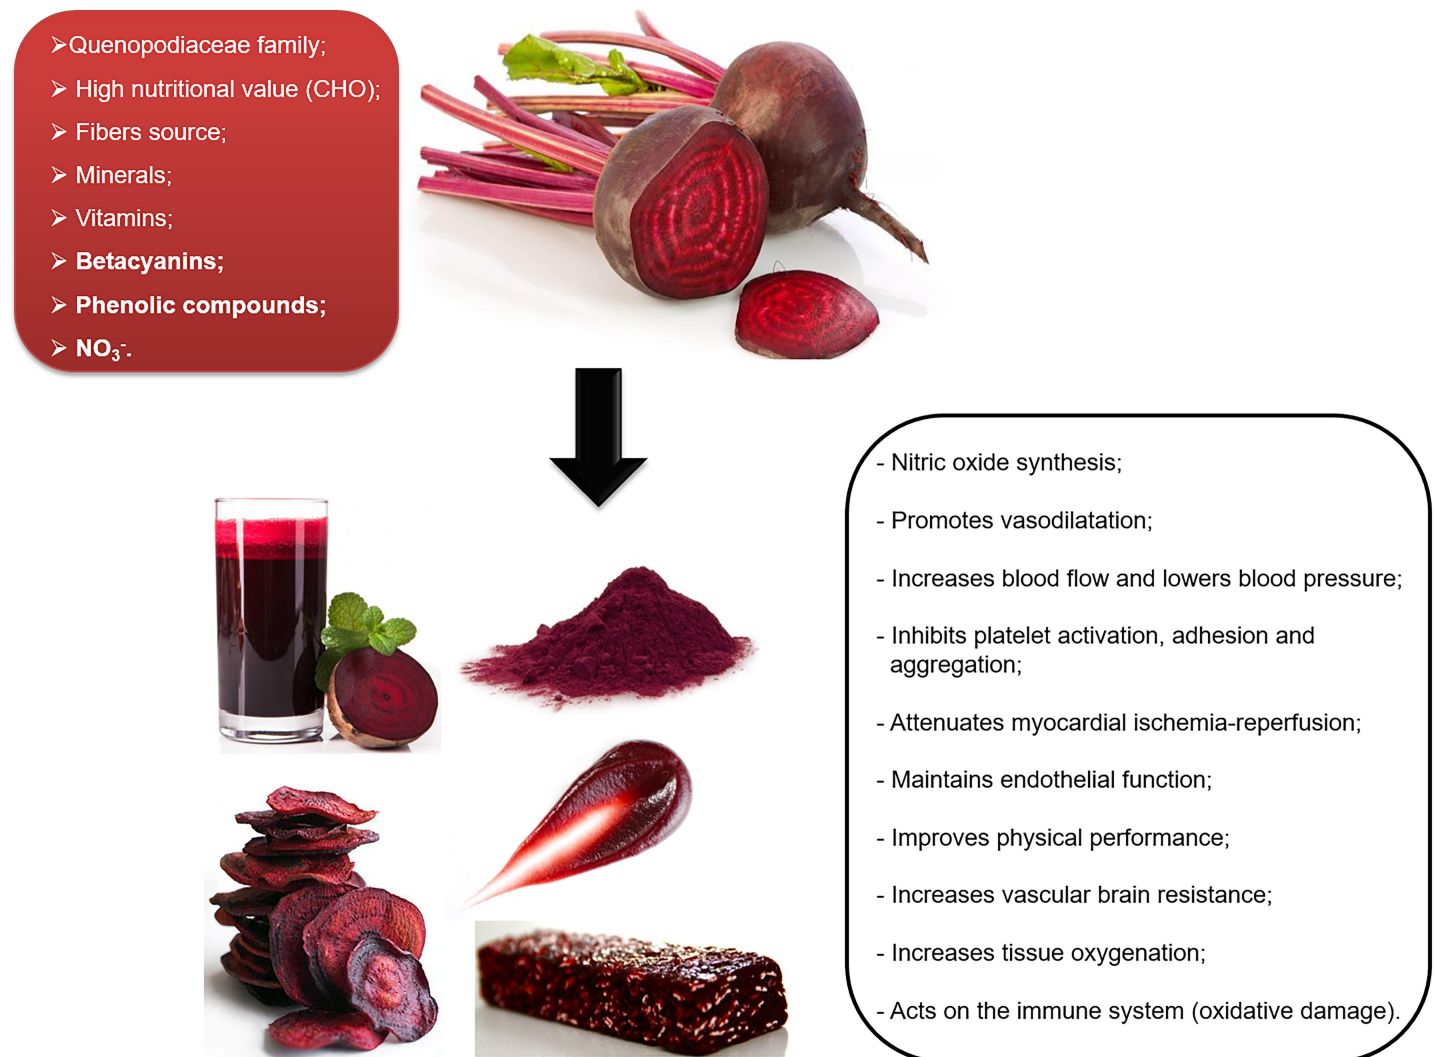 ➢Quenopodiaceae family;
➢ High nutritional value (CHO);
➢ Fibers source;
➢ Minerals;
➢ Vitamins;
➢ Betacyanins;
➢ Phenolic compounds;
➢ NO₃⁻.
- Nitric oxide synthesis;
- Promotes vasodilatation;
- Increases blood flow and lowers blood pressure;
- Inhibits platelet activation, adhesion and
aggregation;
- Attenuates myocardial ischemia-reperfusion;
- Maintains endothelial function;
- Improves physical performance;
- Increases vascular brain resistance;
- Increases tissue oxygenation;
- Acts on the immune system (oxidative damage).